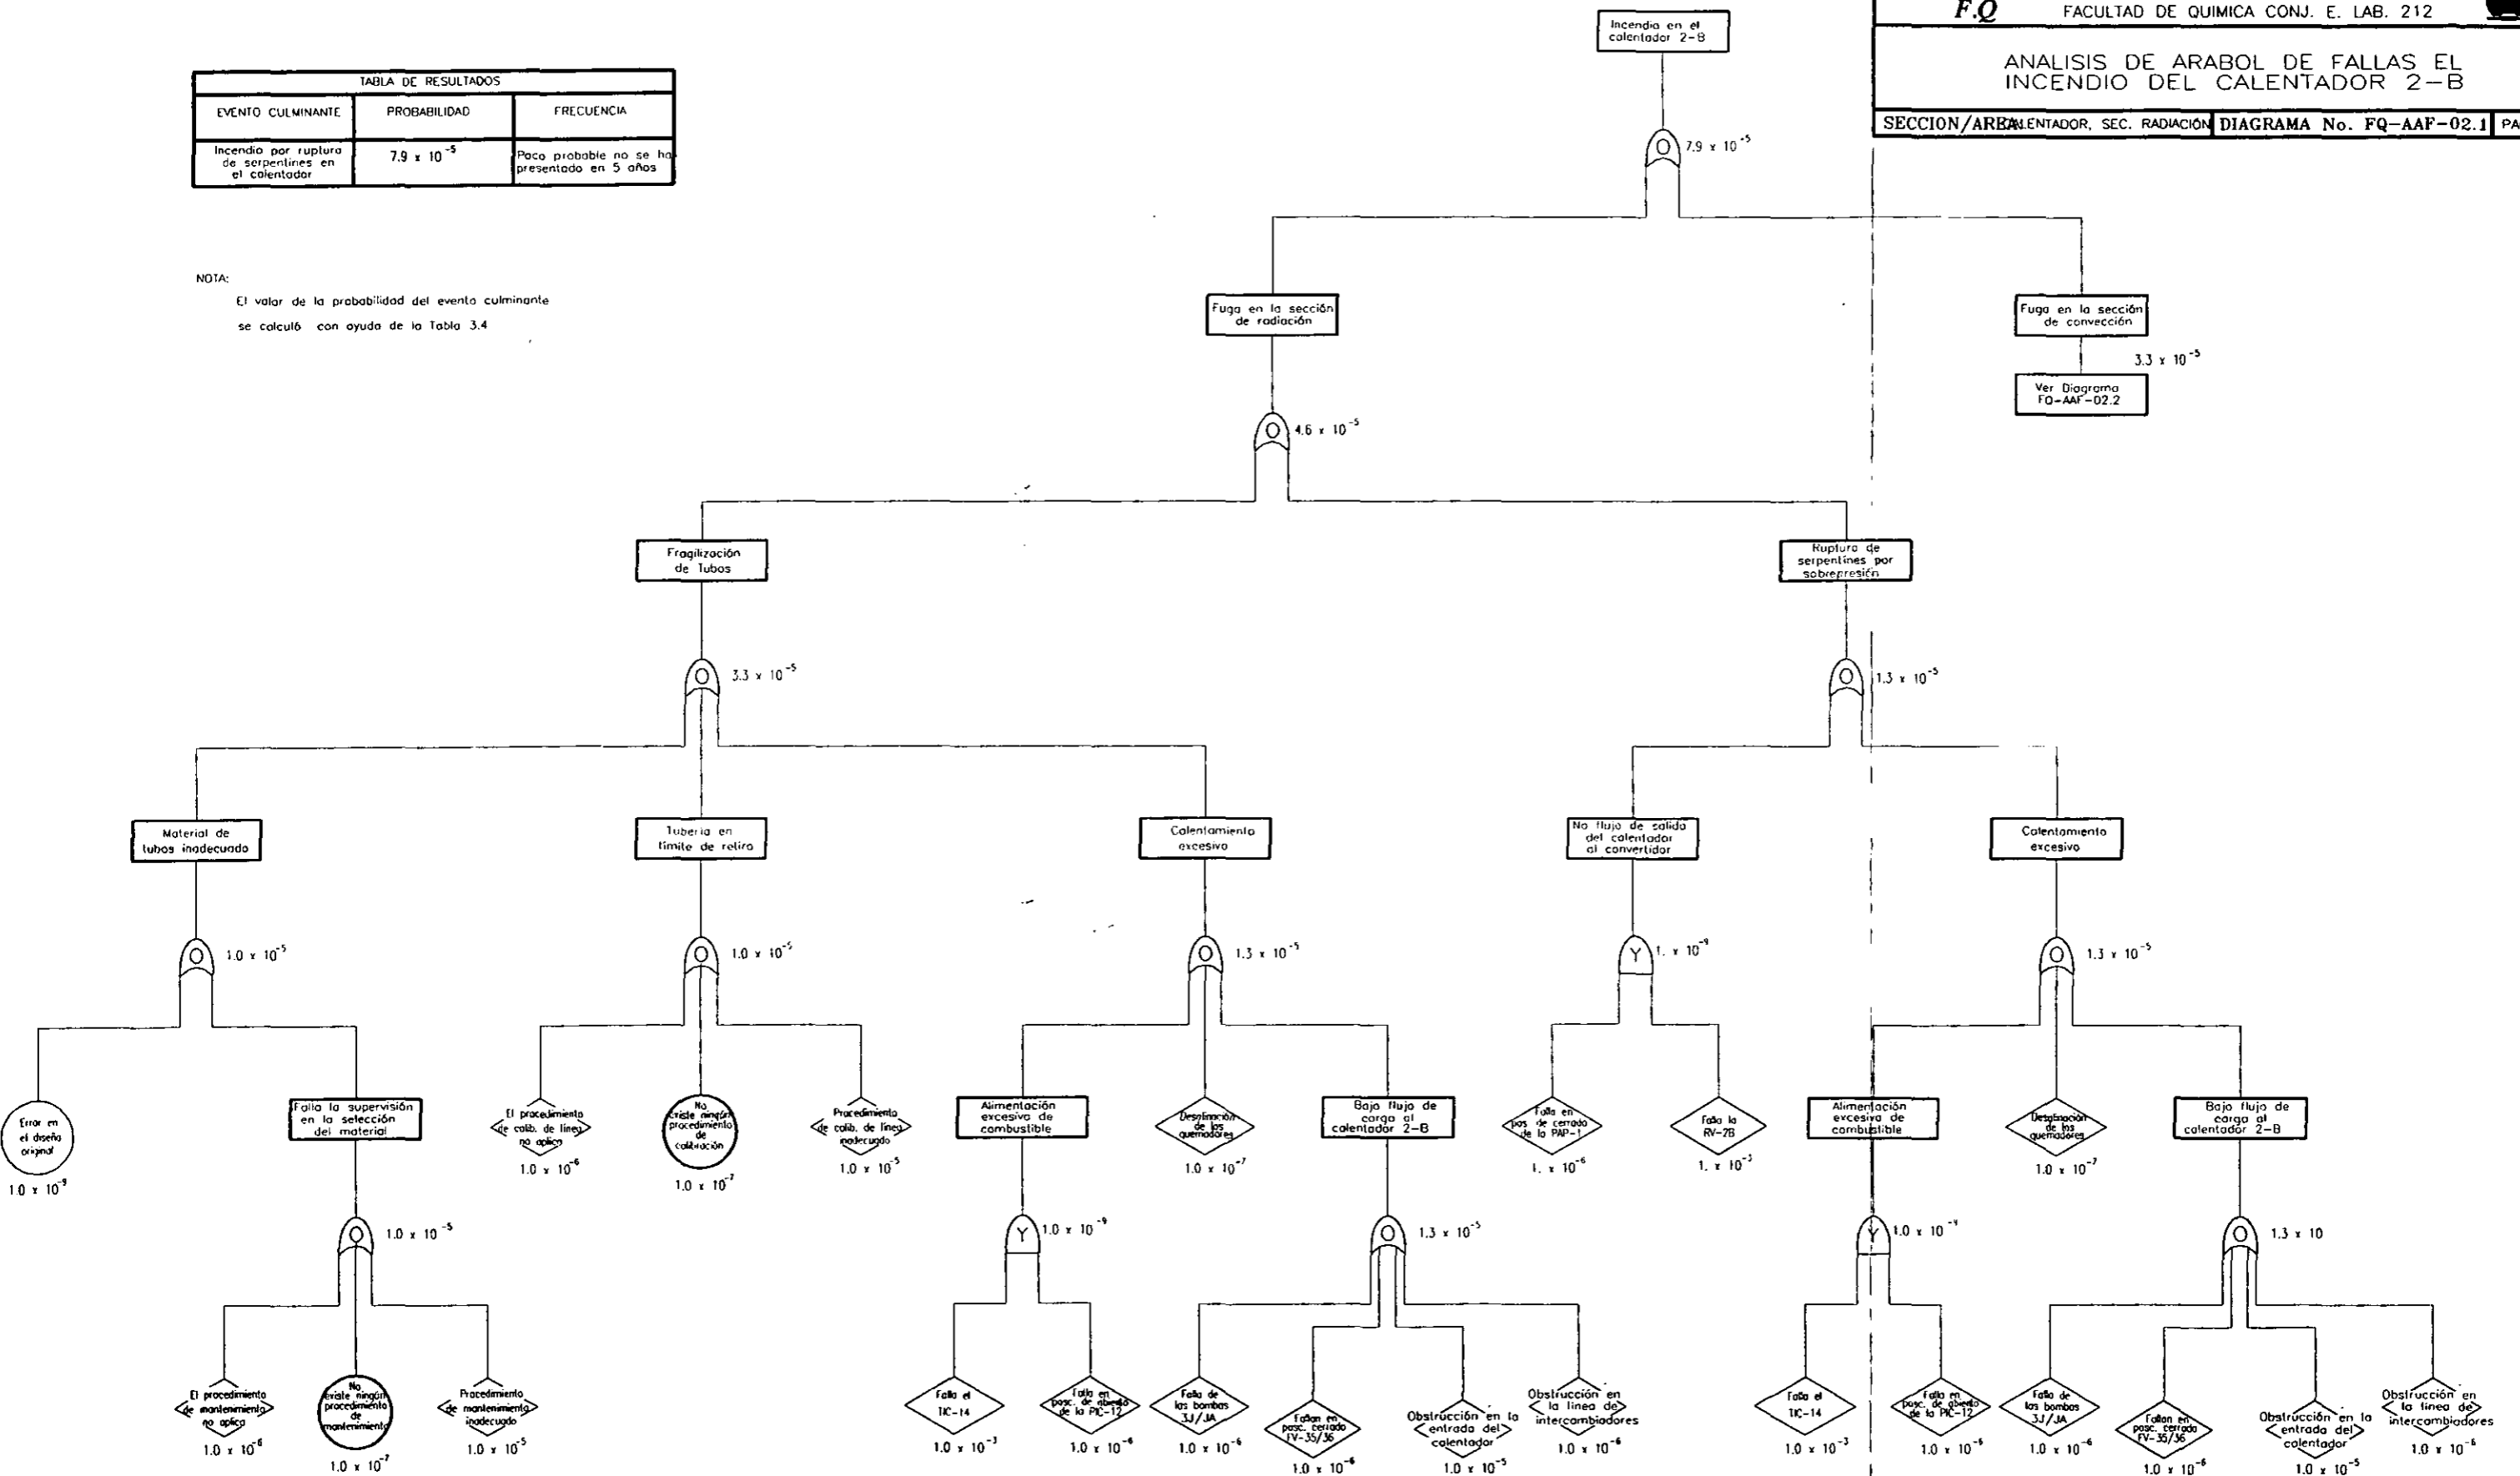 F.Q FACULTAD DE QUIMICA CONJ. E. LAB. 212
ANALISIS DE ARABOL DE FALLAS EL
INCENDIO DEL CALENTADOR 2-B
SECCION/AREA ENTADOR, SEC. RADIACIÓN DIAGRAMA No. FQ-AAF-02.1
TABLA DE RESULTADOS
EVENTO CULMINANTE PROBABILIDAD FRECUENCIA
Incendio por ruptura
de serpentines en
el calentador
7.9 x 10^-5
Poco probable no se ha
presentado en 5 años
NOTA:
El valor de la probabilidad del evento culminante
se calculó con ayuda de la Tabla 3.4
Incendio en el
calentador 2-B
7.9 x 10^-5
Fuga en la sección
de radiación
Fuga en la sección
de convección
3.3 x 10^-5
Ver Diagrama
FQ-AAF-02.2
4.6 x 10^-5
Fragilización
de Tubos
Ruptura de
serpentines por
sobrepresión
3.3 x 10^-5
1.3 x 10^-5
Material de
tubos inadecuado
Tubería en
límite de retiro
Calentamiento
excesivo
No flujo de salida
del calentador
al convertidor
Calentamiento
excesivo
1.0 x 10^-5
1.0 x 10^-5
1.3 x 10^-5
1. x 10^-9
1.3 x 10^-5
Error en
el diseño
original
1.0 x 10^-9
Falla la supervisión
en la selección
del material
El procedimiento
de calib. de línea
no aplica
1.0 x 10^-6
No
existe ningún
procedimiento
de
calibración
1.0 x 10^-7
Procedimiento
de calib. de línea
inadecuado
1.0 x 10^-5
Alimentación
excesiva de
combustible
Desalineación
de los
quemadores
1.0 x 10^-7
Bajo flujo de
carga al
calentador 2-B
Falla en
pos. de cerrado
de la PAP-1
1. x 10^-6
Falla la
RV-2B
1. x 10^-3
Alimentación
excesiva de
combustible
Desalineación
de los
quemadores
1.0 x 10^-7
Bajo flujo de
carga al
calentador 2-B
1.0 x 10^-5
1.0 x 10^-9
1.3 x 10^-5
1.0 x 10^-9
1.3 x 10
El procedimiento
de mantenimiento
no aplica
1.0 x 10^-6
No
existe ningún
procedimiento
de
mantenimiento
1.0 x 10^-7
Procedimiento
de mantenimiento
inadecuado
1.0 x 10^-5
Falla el
TIC-14
1.0 x 10^-3
Falla en
posc. de abierto
de la PIC-12
1.0 x 10^-6
Falla de
las bombas
3J/JA
1.0 x 10^-6
Fallan en
posc. cerrado
FV-35/36
1.0 x 10^-6
Obstrucción en la
entrada del
calentador
1.0 x 10^-5
Obstrucción en
la línea de
intercambiadores
1.0 x 10^-6
Falla el
TIC-14
1.0 x 10^-3
Falla en
posc. de abierto
de la PIC-12
1.0 x 10^-6
Falla de
las bombas
3J/JA
1.0 x 10^-6
Fallan en
posc. cerrado
FV-35/36
1.0 x 10^-6
Obstrucción en la
entrada del
calentador
1.0 x 10^-5
Obstrucción en
la línea de
intercambiadores
1.0 x 10^-6